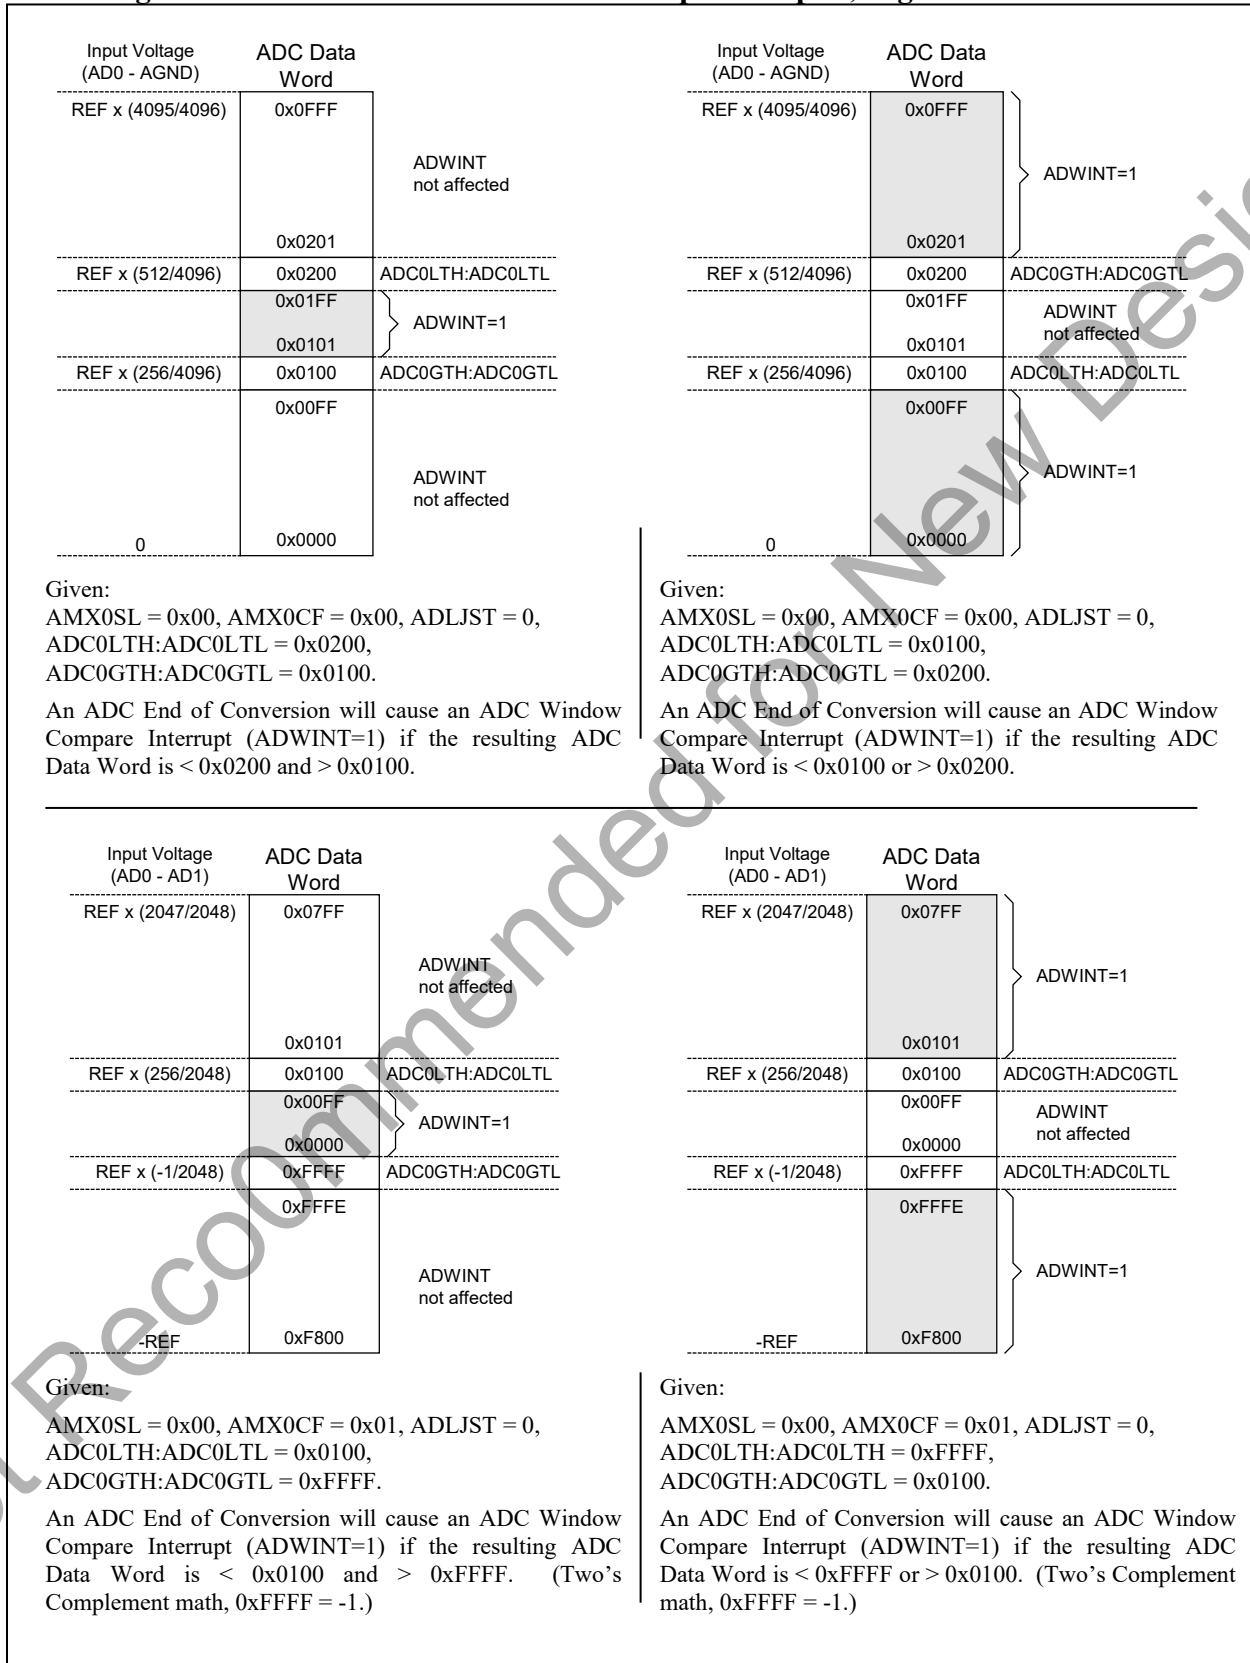 Input Voltage
(AD0 - AGND)
ADC Data
Word
REF x (4095/4096)
0x0FFF
ADWINT
not affected
0x0201
REF x (512/4096)
0x0200
ADC0LTH:ADC0LTL
0x01FF
ADWINT=1
0x0101
REF x (256/4096)
0x0100
ADC0GTH:ADC0GTL
0x00FF
ADWINT
not affected
0
0x0000
Given:
AMX0SL = 0x00, AMX0CF = 0x00, ADLJST = 0,
ADC0LTH:ADC0LTL = 0x0200,
ADC0GTH:ADC0GTL = 0x0100.
An ADC End of Conversion will cause an ADC Window
Compare Interrupt (ADWINT=1) if the resulting ADC
Data Word is < 0x0200 and > 0x0100.
Input Voltage
(AD0 - AGND)
ADC Data
Word
REF x (4095/4096)
0x0FFF
ADWINT=1
0x0201
REF x (512/4096)
0x0200
ADC0GTH:ADC0GTL
0x01FF
ADWINT
not affected
0x0101
REF x (256/4096)
0x0100
ADC0LTH:ADC0LTL
0x00FF
ADWINT=1
0
0x0000
Given:
AMX0SL = 0x00, AMX0CF = 0x00, ADLJST = 0,
ADC0LTH:ADC0LTL = 0x0100,
ADC0GTH:ADC0GTL = 0x0200.
An ADC End of Conversion will cause an ADC Window
Compare Interrupt (ADWINT=1) if the resulting ADC
Data Word is < 0x0100 or > 0x0200.
Input Voltage
(AD0 - AD1)
ADC Data
Word
REF x (2047/2048)
0x07FF
ADWINT
not affected
0x0101
REF x (256/2048)
0x0100
ADC0LTH:ADC0LTL
0x00FF
ADWINT=1
0x0000
REF x (-1/2048)
0xFFFF
ADC0GTH:ADC0GTL
0xFFFE
ADWINT
not affected
-REF
0xF800
Given:
AMX0SL = 0x00, AMX0CF = 0x01, ADLJST = 0,
ADC0LTH:ADC0LTL = 0x0100,
ADC0GTH:ADC0GTL = 0xFFFF.
An ADC End of Conversion will cause an ADC Window
Compare Interrupt (ADWINT=1) if the resulting ADC
Data Word is < 0x0100 and > 0xFFFF. (Two's
Complement math, 0xFFFF = -1.)
Input Voltage
(AD0 - AD1)
ADC Data
Word
REF x (2047/2048)
0x07FF
ADWINT=1
0x0101
REF x (256/2048)
0x0100
ADC0GTH:ADC0GTL
0x00FF
ADWINT
not affected
0x0000
REF x (-1/2048)
0xFFFF
ADC0LTH:ADC0LTL
0xFFFE
ADWINT=1
-REF
0xF800
Given:
AMX0SL = 0x00, AMX0CF = 0x01, ADLJST = 0,
ADC0LTH:ADC0LTH = 0xFFFF,
ADC0GTH:ADC0GTL = 0x0100.
An ADC End of Conversion will cause an ADC Window
Compare Interrupt (ADWINT=1) if the resulting ADC
Data Word is < 0xFFFF or > 0x0100. (Two's Complement
math, 0xFFFF = -1.)
Reco0mmended for New